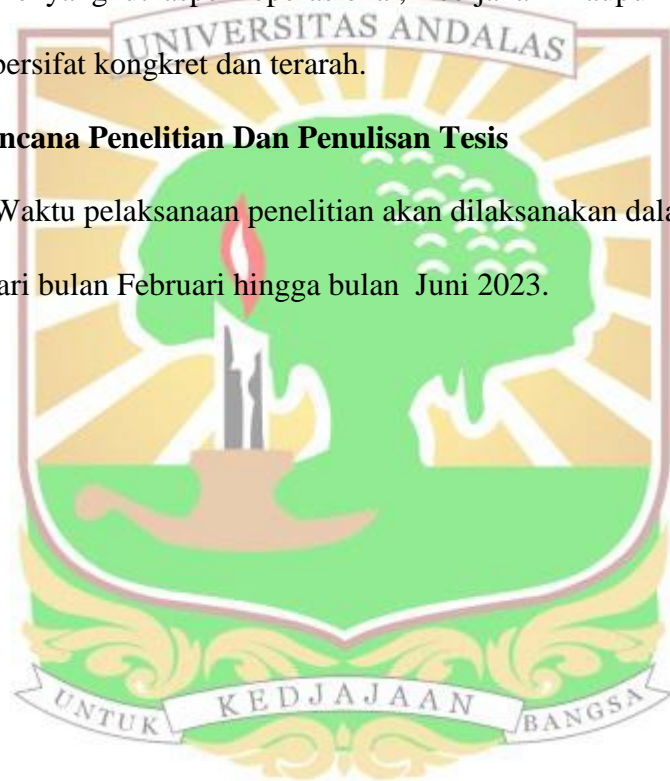 UNIVERSITAS ANDALAS
bersifat kongkret dan terarah.
ncana Penelitian Dan Penulisan Tesis
Waktu pelaksanaan penelitian akan dilaksanakan dala
ari bulan Februari hingga bulan Juni 2023.
UNTUK KEDJAJAAN BANGSA